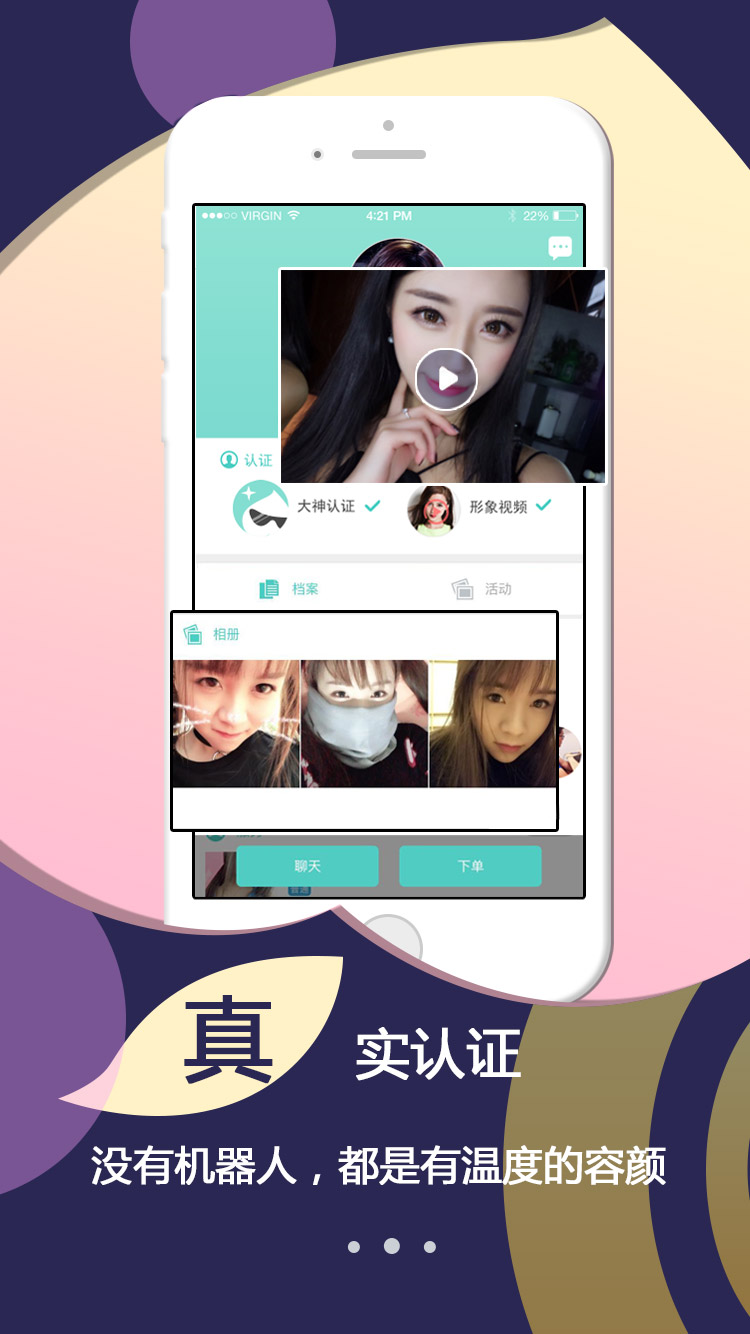 VIRGIN 4:21 PM 22%
认证
大神认证 形象视频
档案 活动
相册
聊天 下单
真实认证
没有机器人，都是有温度的容颜